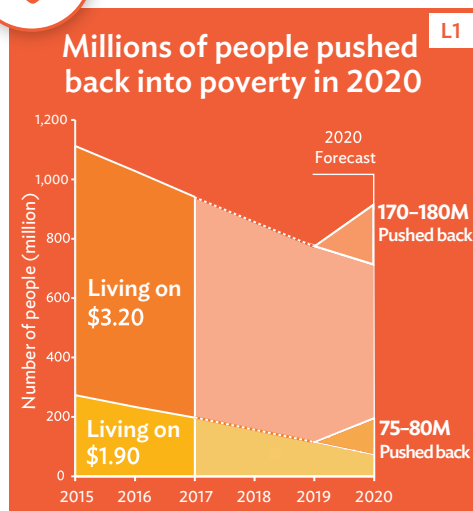 L1
Millions of people pushed
back into poverty in 2020
1,200
1,000
800
600
400
200
0
Number of people (million)
2020
Forecast
170–180M
Pushed back
Living on
$3.20
Living on
$1.90
75–80M
Pushed back
2015 2016 2017 2018 2019 2020